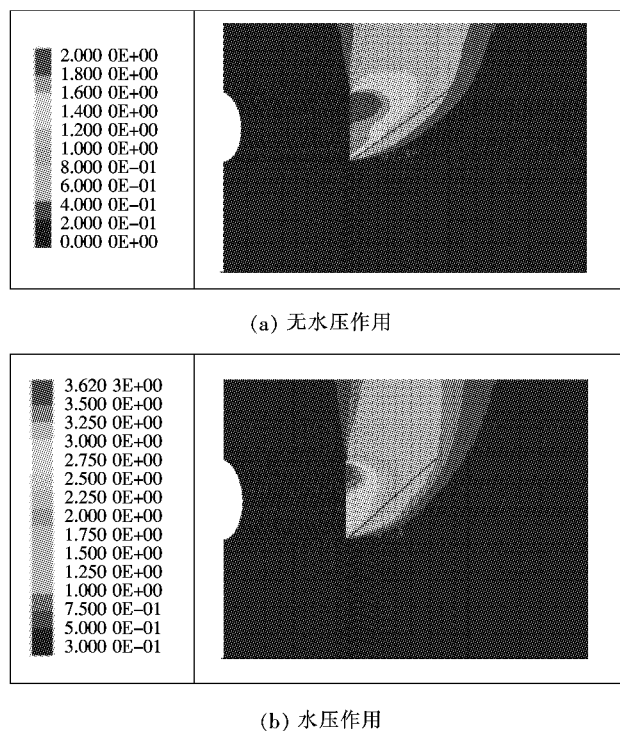 2.000 0E+00
1.800 0E+00
1.600 0E+00
1.400 0E+00
1.200 0E+00
1.000 0E+00
8.000 0E-01
6.000 0E-01
4.000 0E-01
2.000 0E-01
0.000 0E+00
(a) 无水压作用
3.620 3E+00
3.500 0E+00
3.250 0E+00
3.000 0E+00
2.750 0E+00
2.500 0E+00
2.250 0E+00
2.000 0E+00
1.750 0E+00
1.500 0E+00
1.250 0E+00
1.000 0E+00
7.500 0E-01
5.000 0E-01
3.000 0E-01
(b) 水压作用